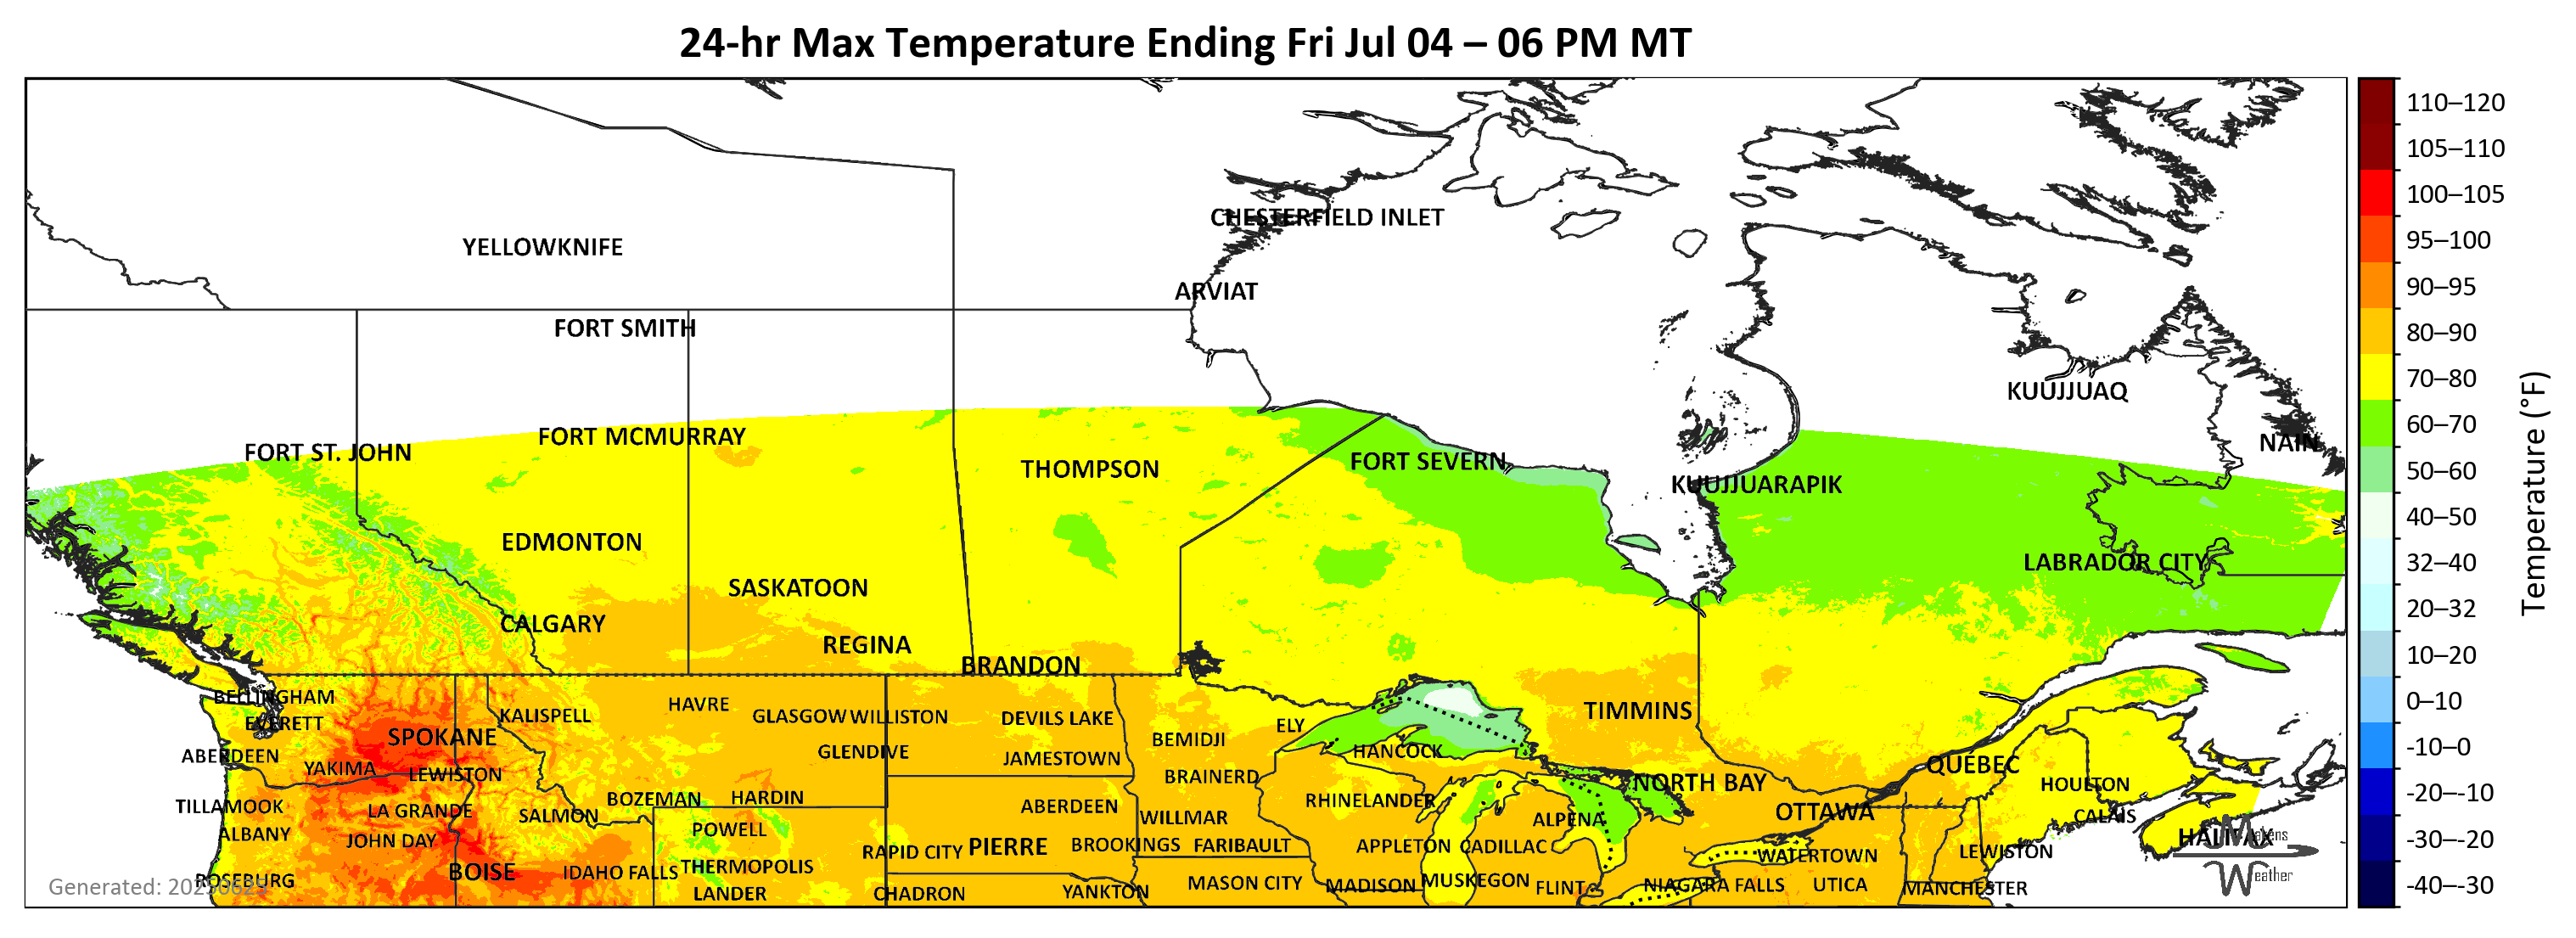 24-hr Max Temperature Ending Fri Jul 04 – 06 PM MT
110–120
105–110
100–105
95–100
90–95
80–90
70–80
60–70
50–60
40–50
32–40
20–32
10–20
0–10
-10–0
-20–-10
-30–-20
-40–-30
Temperature (°F)
CHESTERFIELD INLET
YELLOWKNIFE
ARVIAT
FORT SMITH
KUUJJUAQ
FORT MCMURRAY
NAIN
FORT ST. JOHN
FORT SEVERN
THOMPSON
KUUJJUARAPIK
EDMONTON
LABRADOR CITY
SASKATOON
CALGARY
REGINA
BRANDON
BELLINGHAM
HAVRE
TIMMINS
KALISPELL
GLASGOW
WILLISTON
DEVILS LAKE
EVERETT
ELY
SPOKANE
BEMIDJI
GLENDIVE
HANCOCK
ABERDEEN
JAMESTOWN
QUÉBEC
YAKIMA
LEWISTON
BRAINERD
NORTH BAY
HOULTON
BOZEMAN
HARDIN
RHINELANDER
TILLAMOOK
ABERDEEN
LA GRANDE
OTTAWA
SALMON
WILLMAR
CALAIS
ALPENA
POWELL
ALBANY
HALIFAX
Makens
JOHN DAY
PIERRE
BROOKINGS
FARIBAULT
APPLETON
CADILLAC
RAPID CITY
LEWISTON
WATERTOWN
THERMOPOLIS
BOISE
IDAHO FALLS
Weather
ROSEBURG
MUSKEGON
MASON CITY
MADISON
NIAGARA FALLS
UTICA
FLINT
MANCHESTER
LANDER
CHADRON
YANKTON
Generated: 20250625